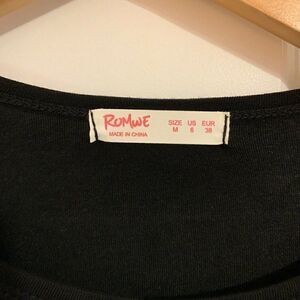 ROMWE
MADE IN CHINA
SIZE US EUR
M 6 38